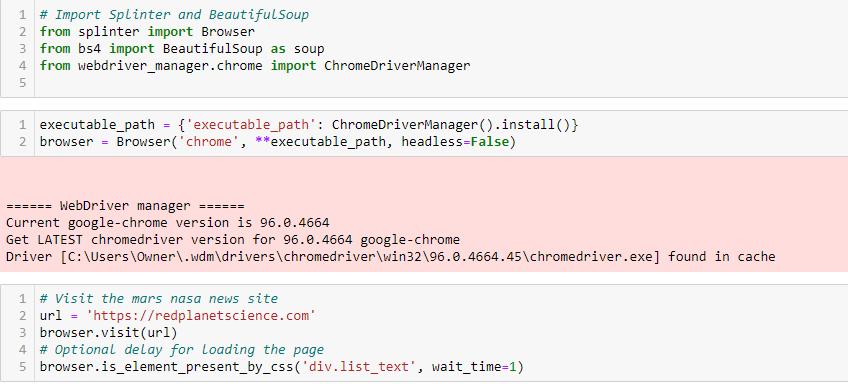 1 # Import Splinter and BeautifulSoup
2 from splinter import Browser
3 from bs4 import BeautifulSoup as soup
4 from webdriver_manager.chrome import ChromeDriverManager
5
1 executable_path = {'executable_path': ChromeDriverManager().install()}
2 browser = Browser('chrome', **executable_path, headless=False)
====== WebDriver manager ======
Current google-chrome version is 96.0.4664
Get LATEST chromedriver version for 96.0.4664 google-chrome
Driver [C:\Users\Owner\.wdm\drivers\chromedriver\win32\96.0.4664.45\chromedriver.exe] found in cache
1 # Visit the mars nasa news site
2 url = 'https://redplanetscience.com'
3 browser.visit(url)
4 # Optional delay for loading the page
5 browser.is_element_present_by_css('div.list_text', wait_time=1)